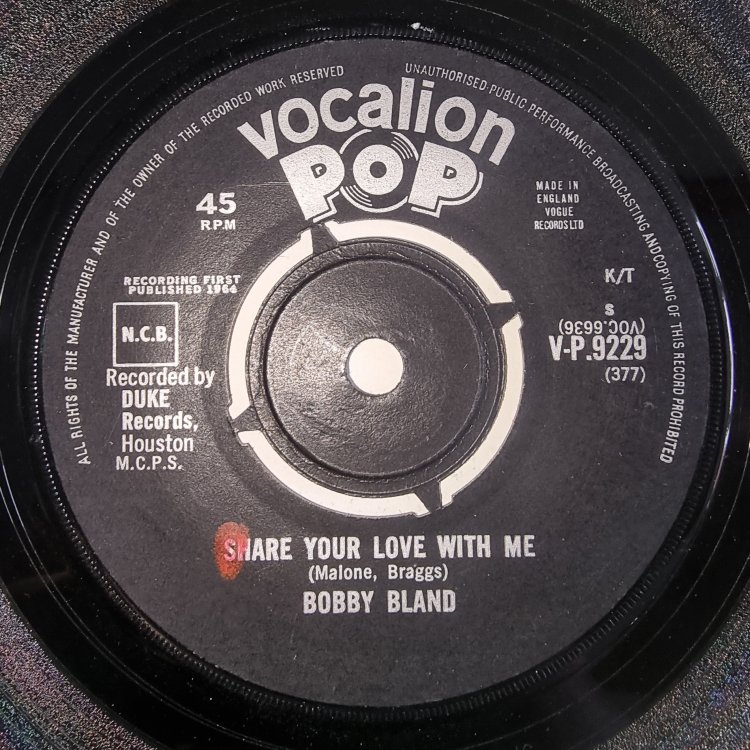 ALL RIGHTS OF THE MANUFACTURER AND OF THE OWNER OF THE RECORDED WORK RESERVED
UNAUTHORISED PUBLIC PERFORMANCE BROADCASTING AND COPYING OF THIS RECORD PROHIBITED
vocalion
POP
45
R.P.M
MADE IN
ENGLAND
VOGUE
RECORDS LTD
RECORDING FIRST
PUBLISHED 1964
K/T
S
(VOC.6636)
V-P.9229
(377)
N.C.B.
Recorded by
DUKE
Records,
Houston
M.C.P.S.
SHARE YOUR LOVE WITH ME
(Malone, Braggs)
BOBBY BLAND